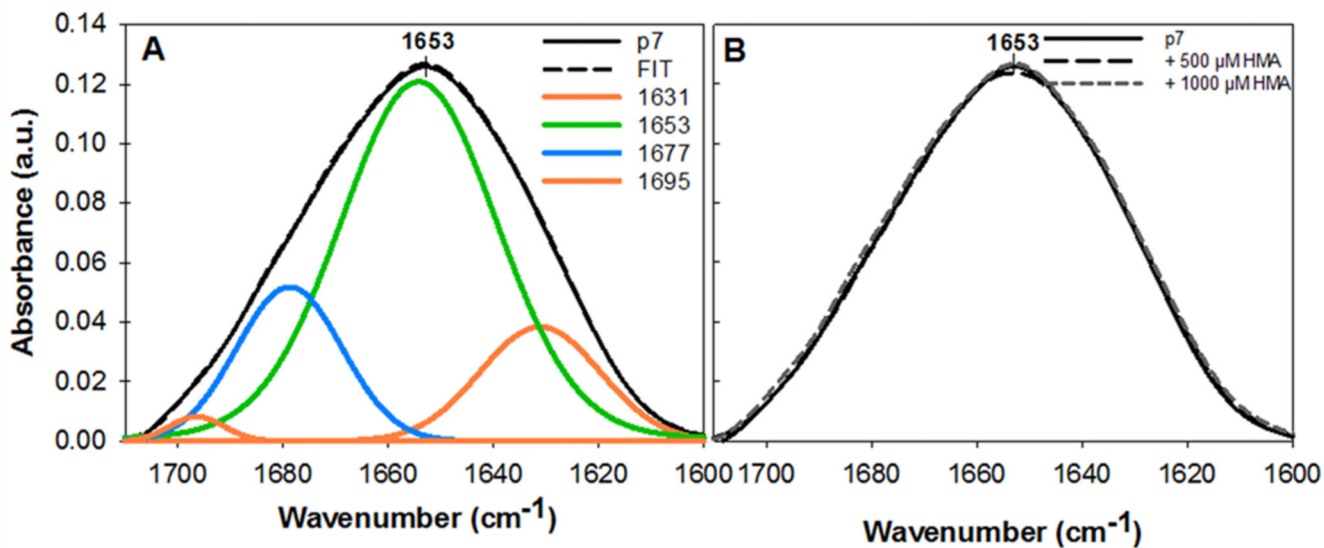 A
1653
p7
FIT
1631
1653
1677
1695
0.14
0.12
0.10
0.08
0.06
0.04
0.02
0.00
Absorbance (a.u.)
1700
1680
1660
1640
1620
1600
Wavenumber (cm-1)
B
1653
p7
+ 500 µM HMA
+ 1000 µM HMA
1700
1680
1660
1640
1620
1600
Wavenumber (cm-1)